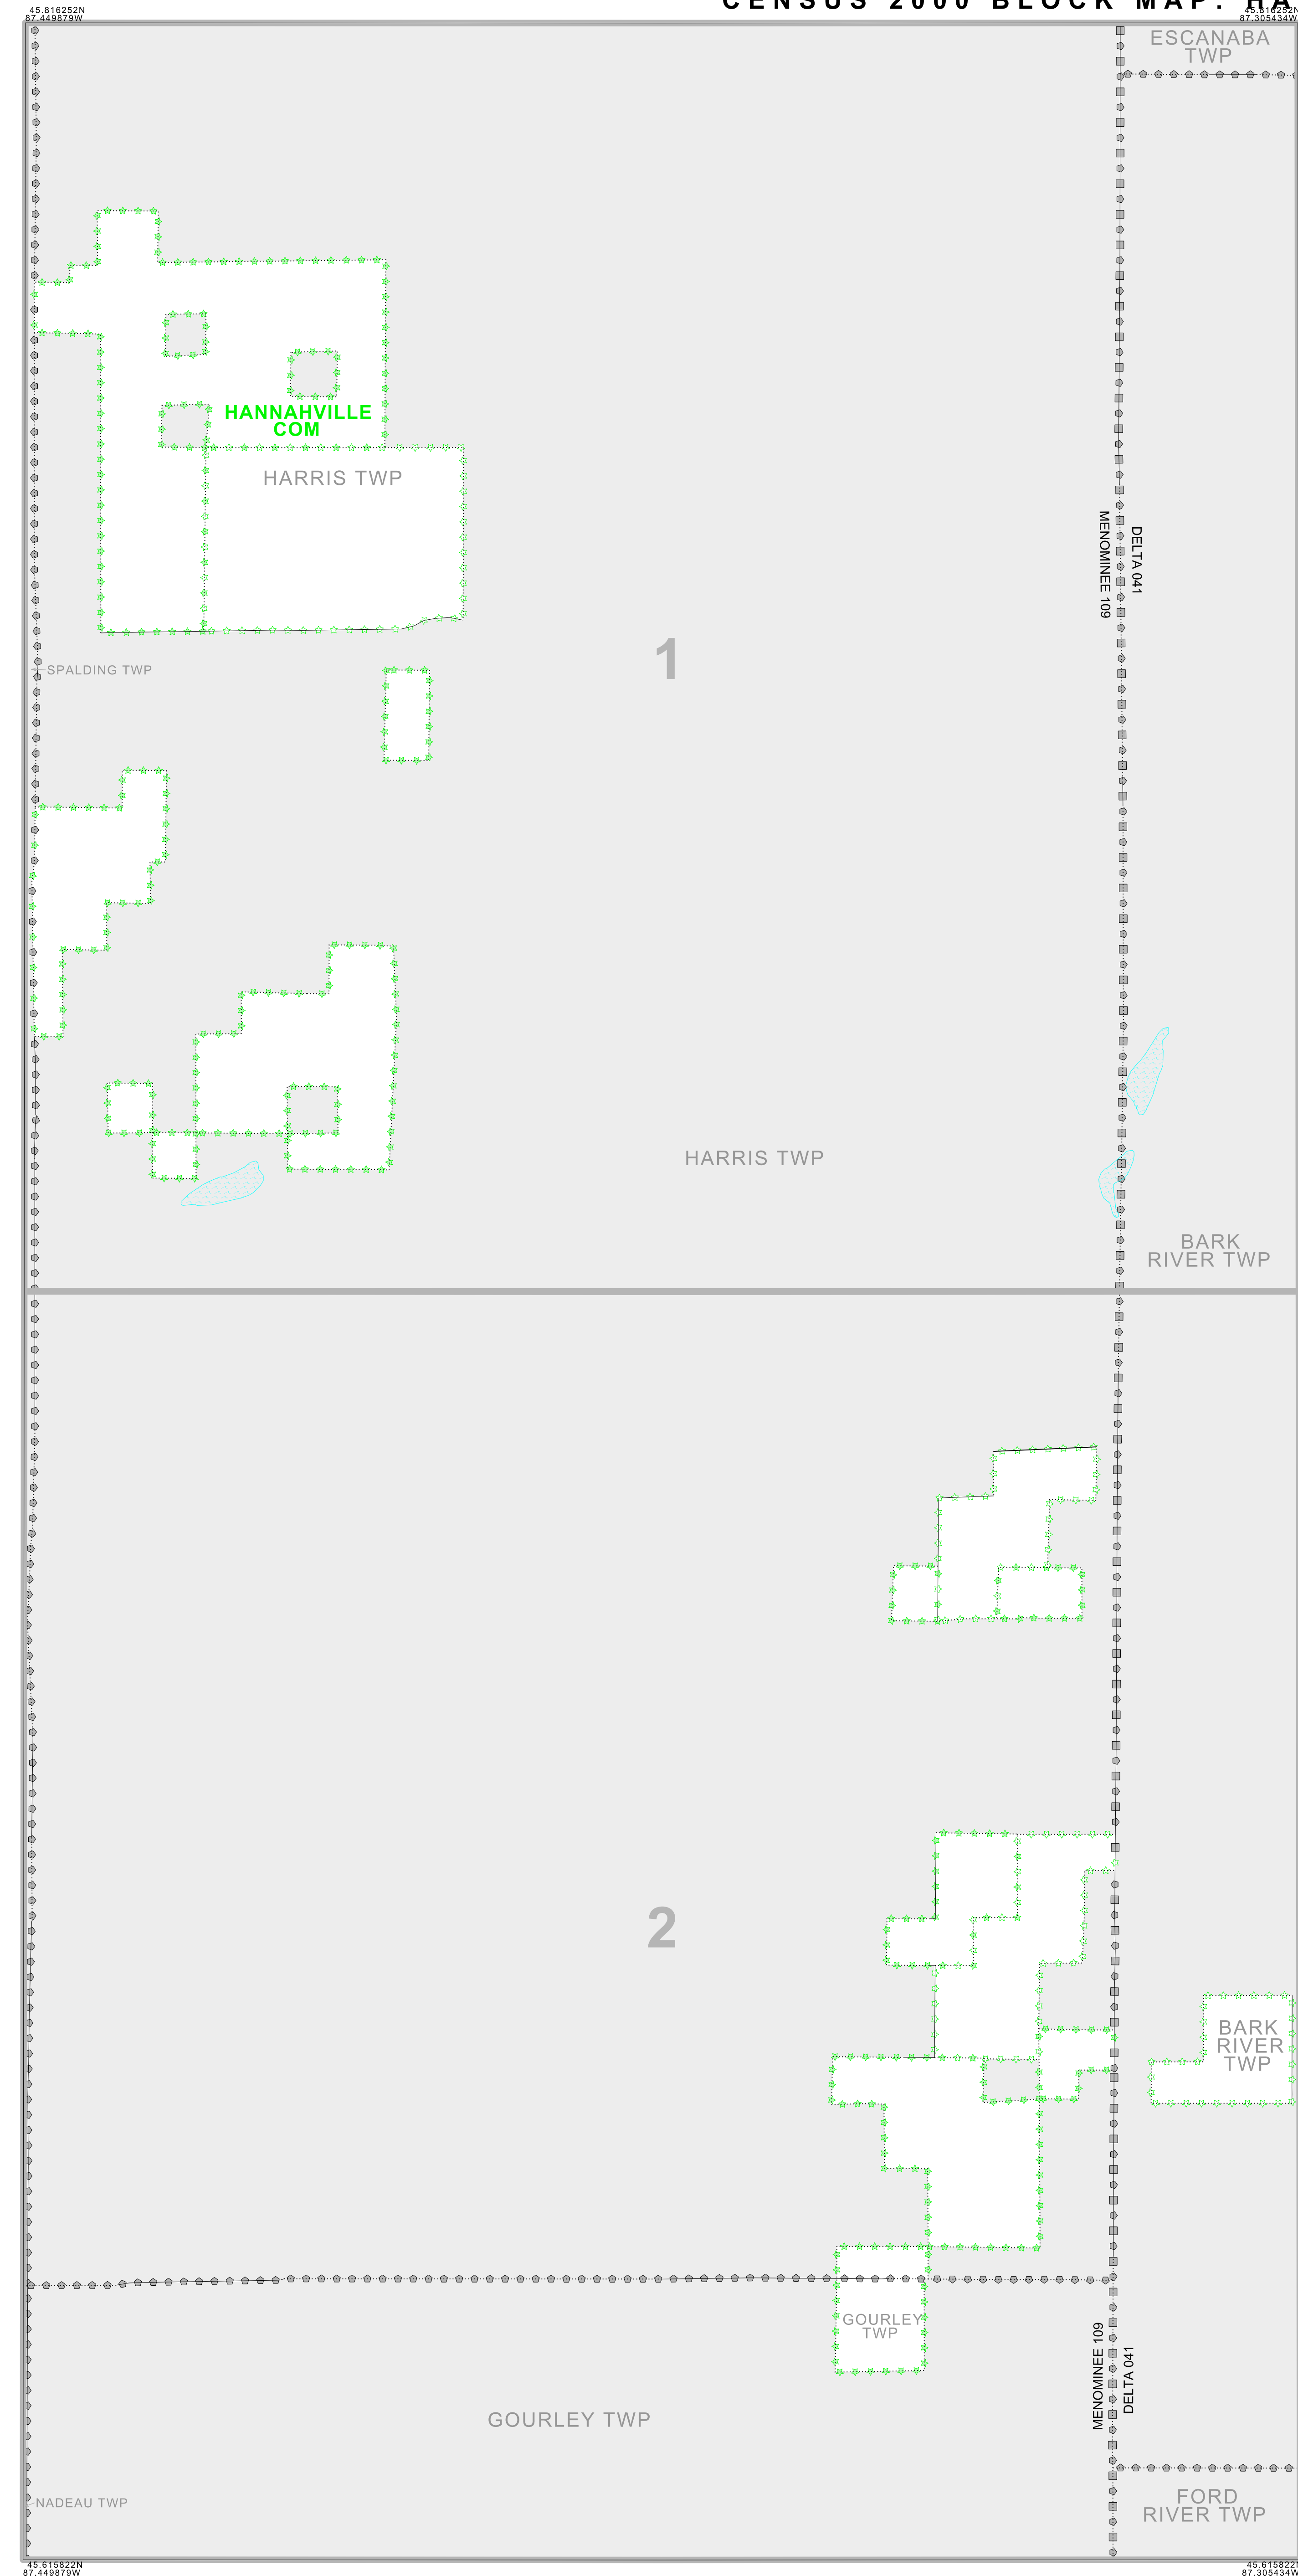 CENSUS 2000 BLOCK MAP: HA
45.816252N
87.449879W
45.816252N
87.305434W
ESCANABA
TWP
HANNAHVILLE
COM
HARRIS TWP
MENOMINEE 109
DELTA 041
1
SPALDING TWP
HARRIS TWP
BARK
RIVER TWP
2
BARK
RIVER
TWP
GOURLEY
TWP
MENOMINEE 109
DELTA 041
GOURLEY TWP
NADEAU TWP
FORD
RIVER TWP
45.615822N
87.449879W
45.615822N
87.305434W